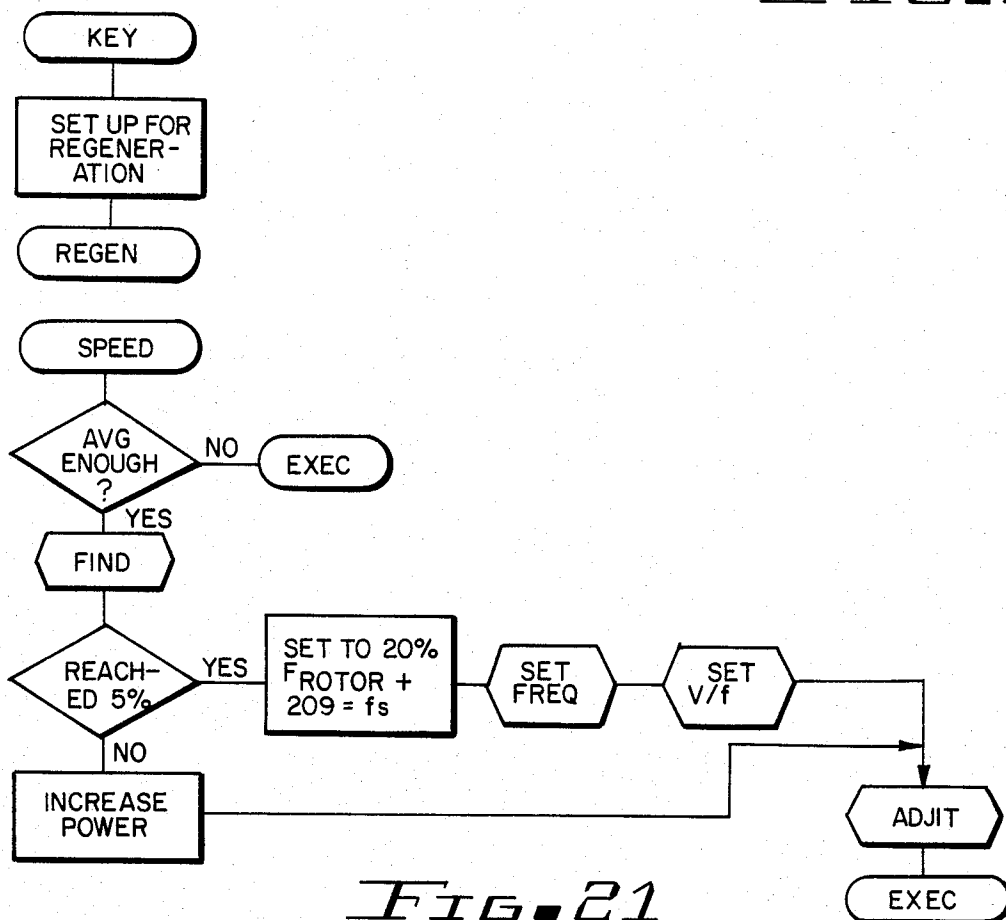 KEY
SET UP FOR
REGENER-
ATION
REGEN
SPEED
AVG
ENOUGH
?
NO
EXEC
YES
FIND
REACH-
ED 5%
YES
SET TO 20%
FROTOR +
209 = fs
SET
FREQ
SET
V/f
NO
INCREASE
POWER
ADJIT
EXEC
FIG. 21